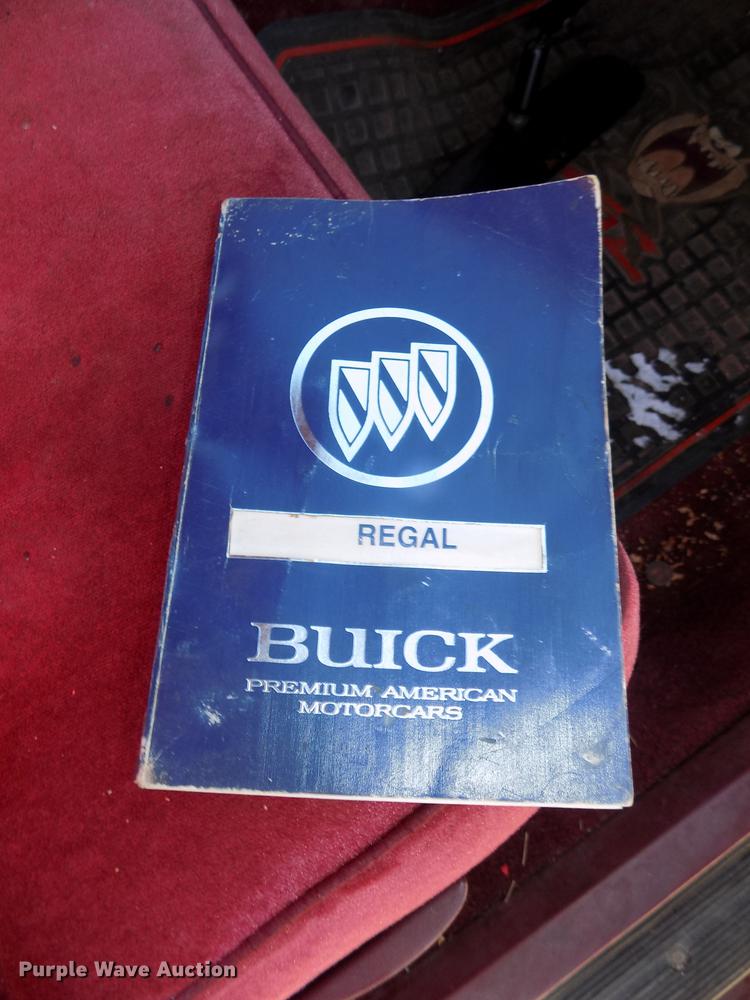 REGAL
BUICK
PREMIUM AMERICAN
MOTORCARS
Purple Wave Auction